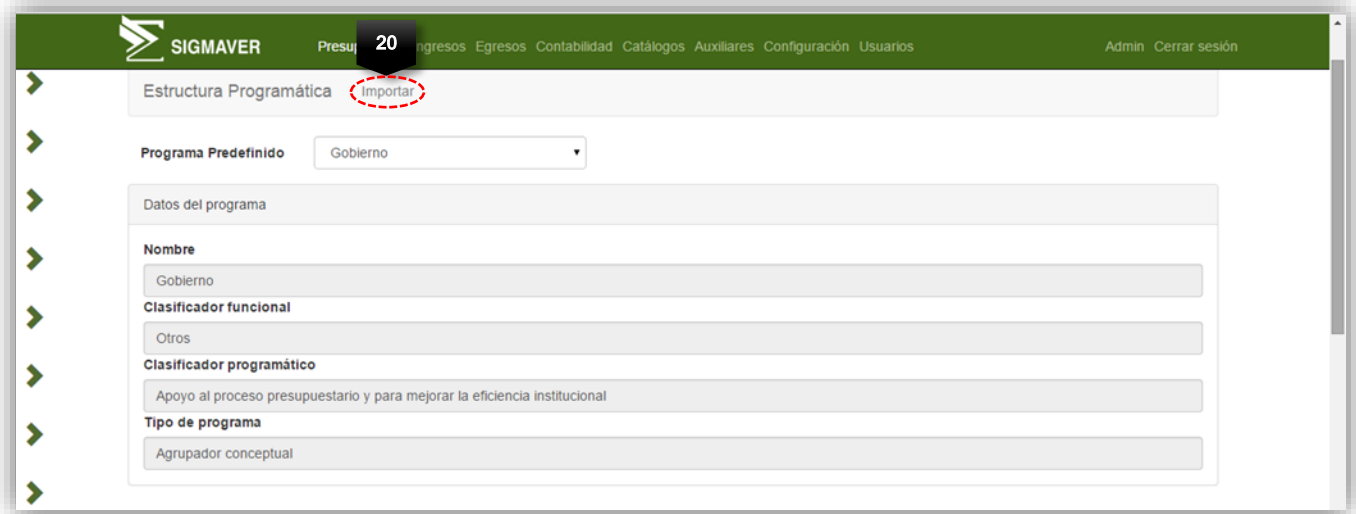 SIGMAVER Presup 20 ngresos Egresos Contabilidad Catálogos Auxiliares Configuración Usuarios Admin Cerrar sesión
Estructura Programática Importar
Programa Predefinido Gobierno
Datos del programa
Nombre
Gobierno
Clasificador funcional
Otros
Clasificador programático
Apoyo al proceso presupuestario y para mejorar la eficiencia institucional
Tipo de programa
Agrupador conceptual